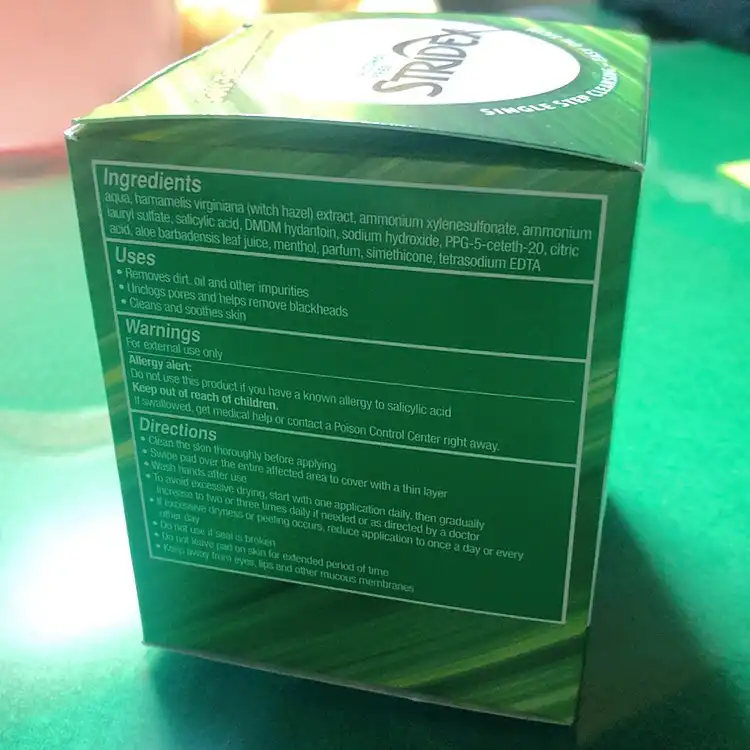 STRIDEX
SINGLE STEP CLEANSING
Ingredients
aqua, hamamelis virginiana (witch hazel) extract, ammonium xylenesulfonate, ammonium
lauryl sulfate, salicylic acid, DMDM hydantoin, sodium hydroxide, PPG-5-ceteth-20, citric
acid, aloe barbadensis leaf juice, menthol, parfum, simethicone, tetrasodium EDTA
Uses
• Removes dirt, oil and other impurities
• Unclogs pores and helps remove blackheads
• Cleans and soothes skin
Warnings
For external use only
Allergy alert:
Do not use this product if you have a known allergy to salicylic acid
Keep out of reach of children.
If swallowed, get medical help or contact a Poison Control Center right away.
Directions
• Clean the skin thoroughly before applying
• Swipe pad over the entire affected area to cover with a thin layer
• Wash hands after use
• To avoid excessive drying, start with one application daily, then gradually
increase to two or three times daily if needed or as directed by a doctor
• If excessive dryness or peeling occurs, reduce application to once a day or every
other day
• Do not use if seal is broken
• Do not leave pad on skin for extended period of time
• Keep away from eyes, lips and other mucous membranes